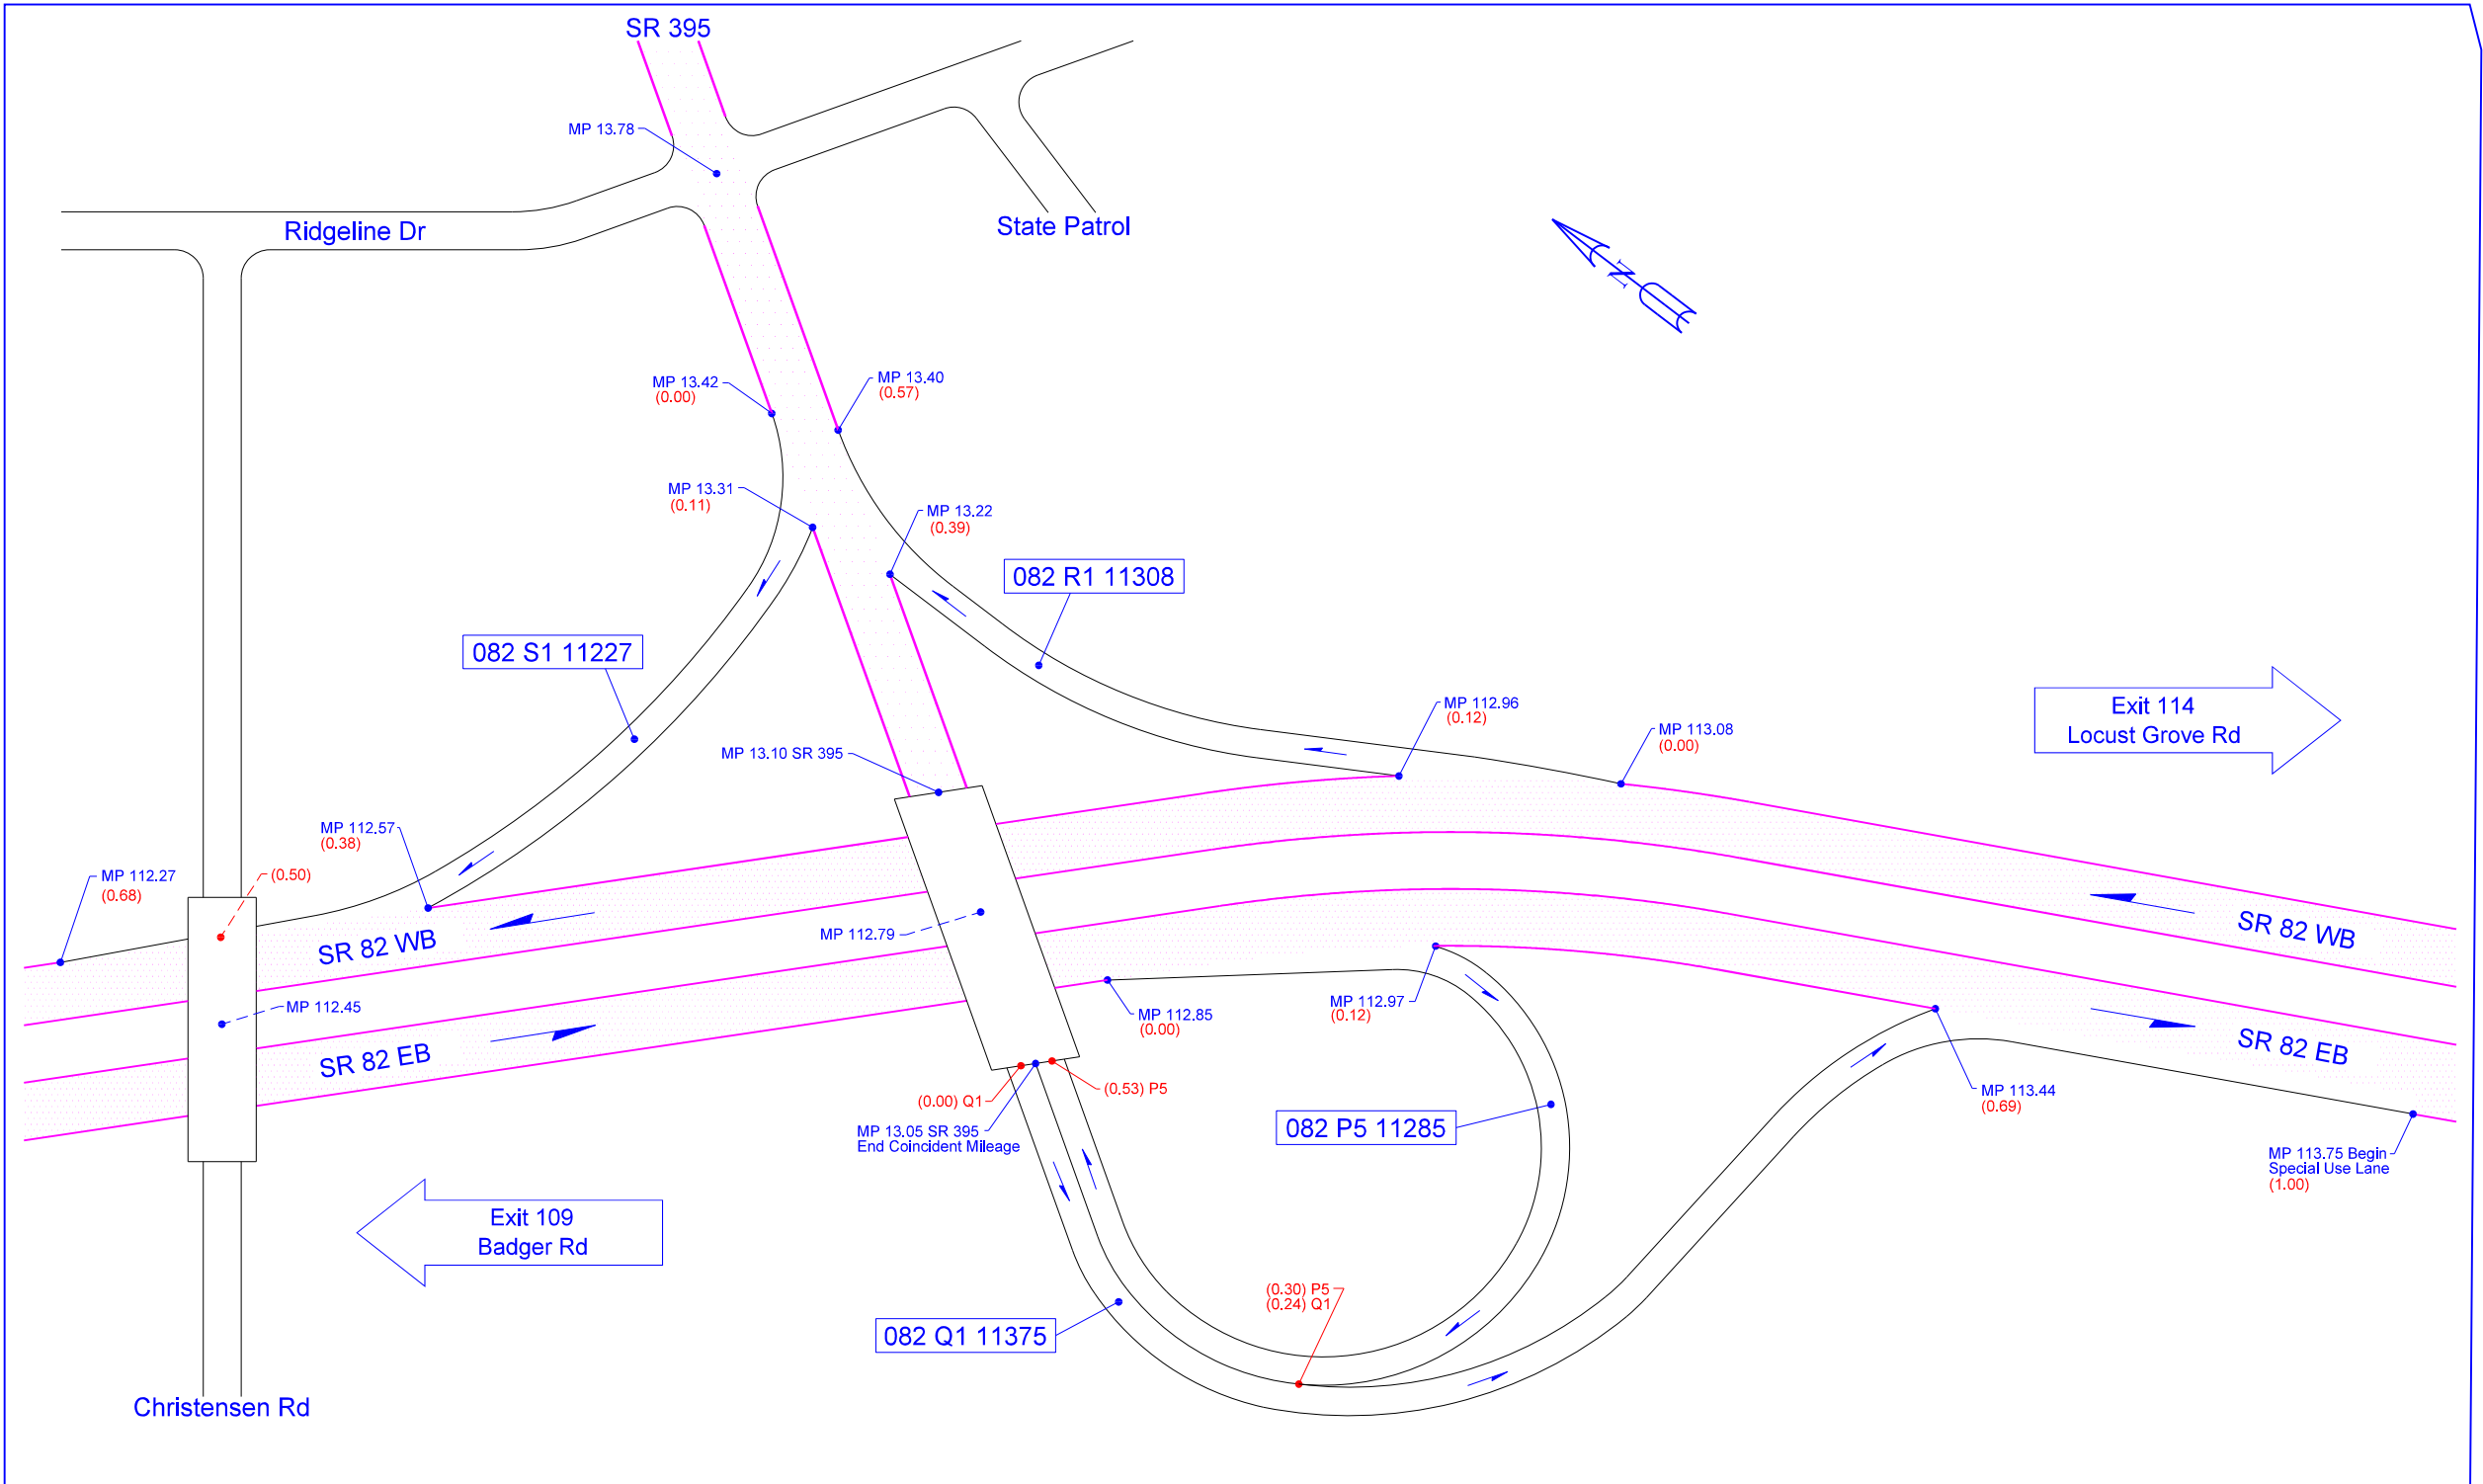 SR 395
MP 13.78
Ridgeline Dr
State Patrol
N
MP 13.42
(0.00)
MP 13.40
(0.57)
MP 13.31
(0.11)
MP 13.22
(0.39)
082 R1 11308
082 S1 11227
MP 112.96
(0.12)
MP 113.08
(0.00)
Exit 114
Locust Grove Rd
MP 13.10 SR 395
MP 112.57
(0.38)
MP 112.27
(0.68)
(0.50)
SR 82 WB
MP 112.79
SR 82 WB
MP 112.45
MP 112.85
(0.00)
MP 112.97
(0.12)
SR 82 EB
SR 82 EB
(0.00) Q1
(0.53) P5
MP 13.05 SR 395
End Coincident Mileage
082 P5 11285
MP 113.44
(0.69)
MP 113.75 Begin
Special Use Lane
(1.00)
Exit 109
Badger Rd
(0.30) P5
(0.24) Q1
082 Q1 11375
Christensen Rd